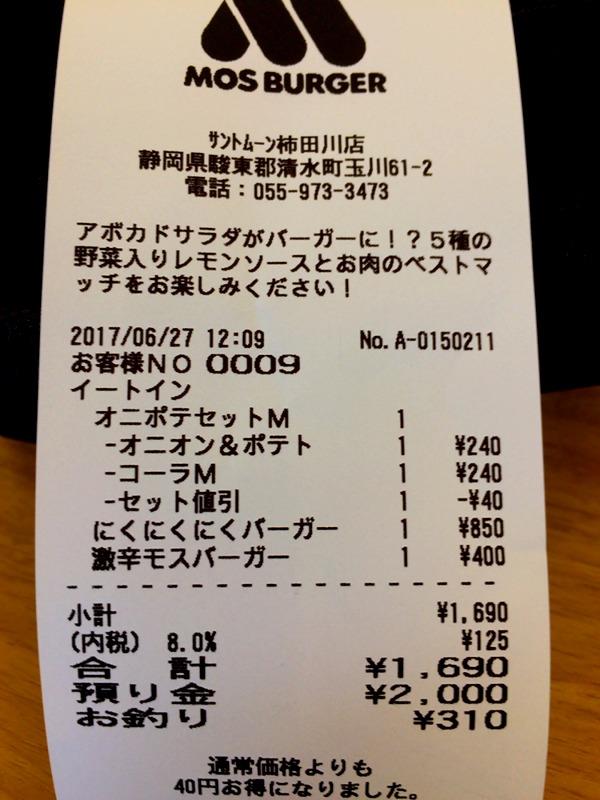 MOS BURGER
サントムーン柿田川店
静岡県駿東郡清水町玉川61-2
電話：055-973-3473
アボカドサラダがバーガーに！？５種の
野菜入りレモンソースとお肉のベストマ
ッチをお楽しみください！
2017/06/27 12:09 No. A-0150211
お客様ＮＯ 0009
イートイン
オニポテセットＭ 1
-オニオン＆ポテト 1 ¥240
-コーラＭ 1 ¥240
-セット値引 1 -¥40
にくにくにくバーガー 1 ¥850
激辛モスバーガー 1 ¥400
小計 ¥1,690
(内税) 8.0% ¥125
合計 ¥1,690
預り金 ¥2,000
お釣り ¥310
通常価格よりも
40円お得になりました。